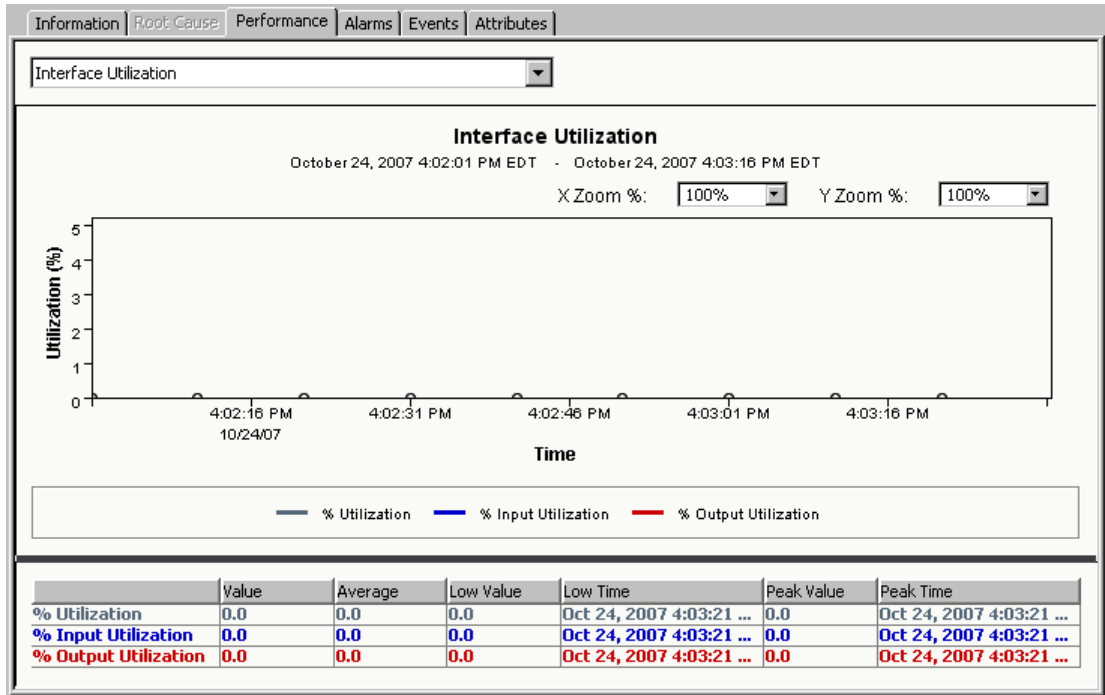 Information Root Cause Performance Alarms Events Attributes
Interface Utilization
Interface Utilization
October 24, 2007 4:02:01 PM EDT - October 24, 2007 4:03:16 PM EDT
X Zoom %: 100% Y Zoom %: 100%
Utilization (%)
5
4
3
2
1
0
4:02:16 PM 4:02:31 PM 4:02:46 PM 4:03:01 PM 4:03:16 PM
10/24/07
Time
% Utilization % Input Utilization % Output Utilization
Value Average Low Value Low Time Peak Value Peak Time
% Utilization 0.0 0.0 0.0 Oct 24, 2007 4:03:21 ... 0.0 Oct 24, 2007 4:03:21 ...
% Input Utilization 0.0 0.0 0.0 Oct 24, 2007 4:03:21 ... 0.0 Oct 24, 2007 4:03:21 ...
% Output Utilization 0.0 0.0 0.0 Oct 24, 2007 4:03:21 ... 0.0 Oct 24, 2007 4:03:21 ...